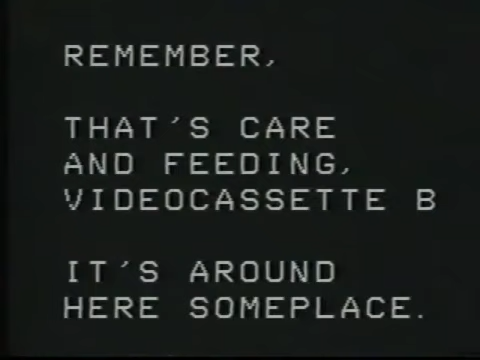 REMEMBER,
THAT'S CARE
AND FEEDING,
VIDEOCASSETTE B
IT'S AROUND
HERE SOMEPLACE.